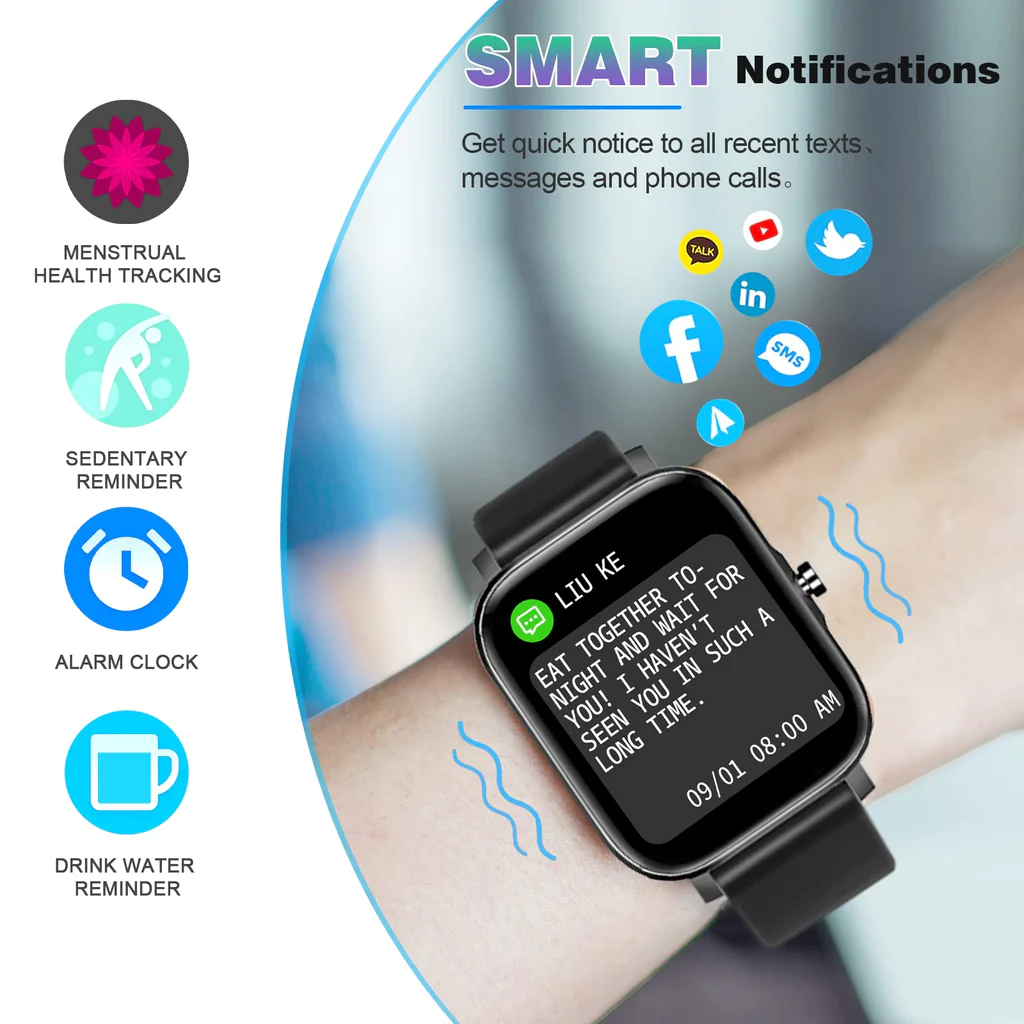 SMART Notifications
Get quick notice to all recent texts、
messages and phone calls。
MENSTRUAL
HEALTH TRACKING
SEDENTARY
REMINDER
ALARM CLOCK
DRINK WATER
REMINDER
TALK
in
f
SMS
LIU KE
EAT TOGETHER TO-
NIGHT AND WAIT FOR
YOU! I HAVEN'T
SEEN YOU IN SUCH A
LONG TIME.
09/01 08:00 AM